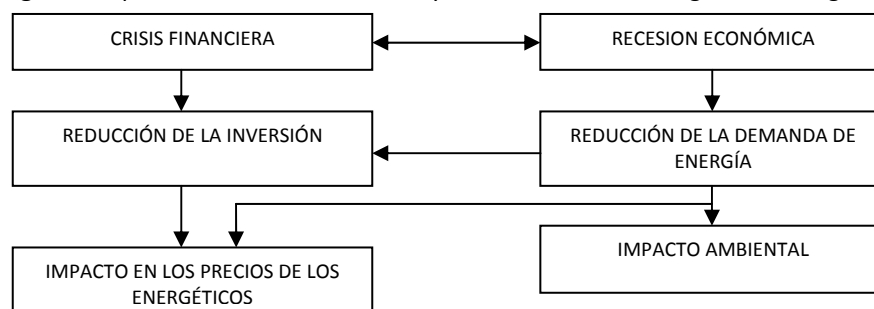 CRISIS FINANCIERA
RECESION ECONÓMICA
REDUCCIÓN DE LA INVERSIÓN
REDUCCIÓN DE LA DEMANDA DE
ENERGÍA
IMPACTO AMBIENTAL
IMPACTO EN LOS PRECIOS DE LOS
ENERGÉTICOS